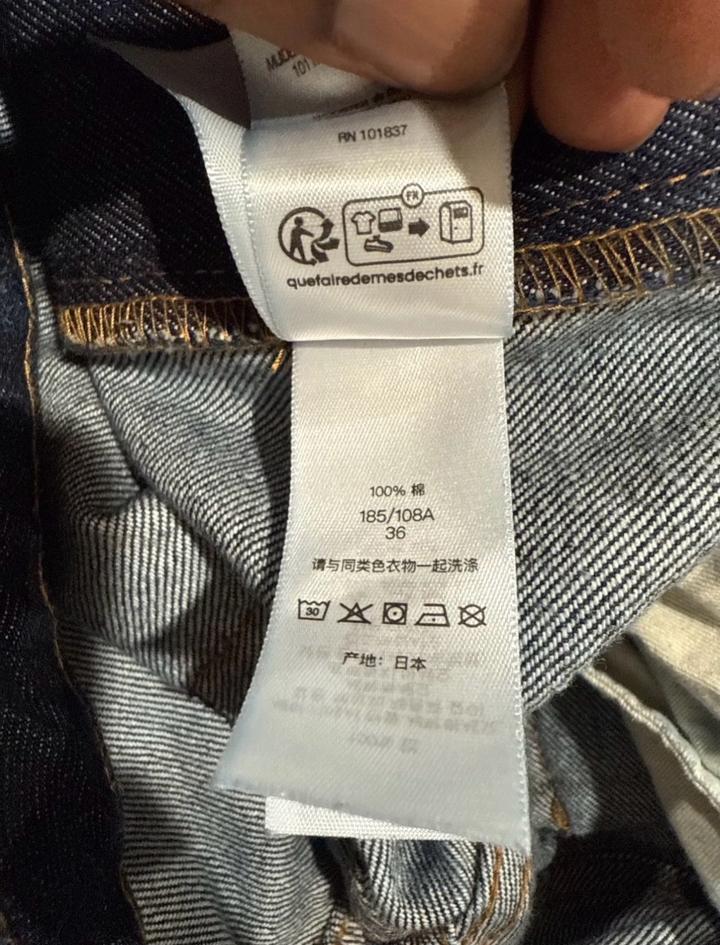 RN 101837
FR
quefairedemesdechets.fr
100% 棉
185/108A
36
请与同类色衣物一起洗涤
30
产地：日本